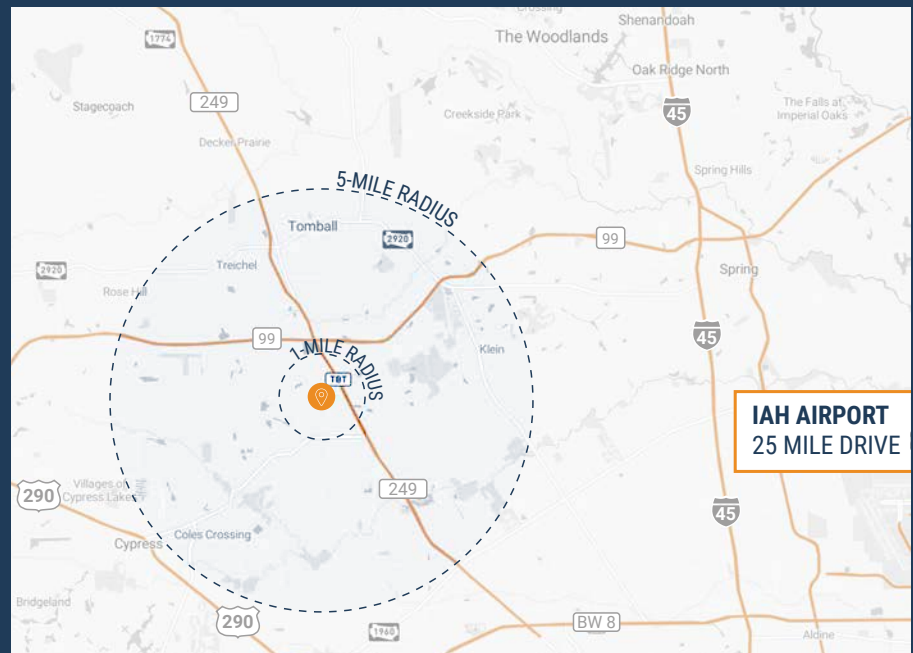 Crossing
Shenandoah
The Woodlands
1774
Oak Ridge North
249
Stagecoach
45
The Falls at
Imperial Oaks
Creekside Park
Decker Prairie
Spring Hills
5-MILE RADIUS
Tomball
2920
99
Treichel
2920
Spring
Rose Hill
99
45
1-MILE RADIUS
Klein
IAH AIRPORT
25 MILE DRIVE
249
290
Villages of
Cypress Lake
45
Coles Crossing
Cypress
Bridgeland
290
1960
BW 8
Aldine